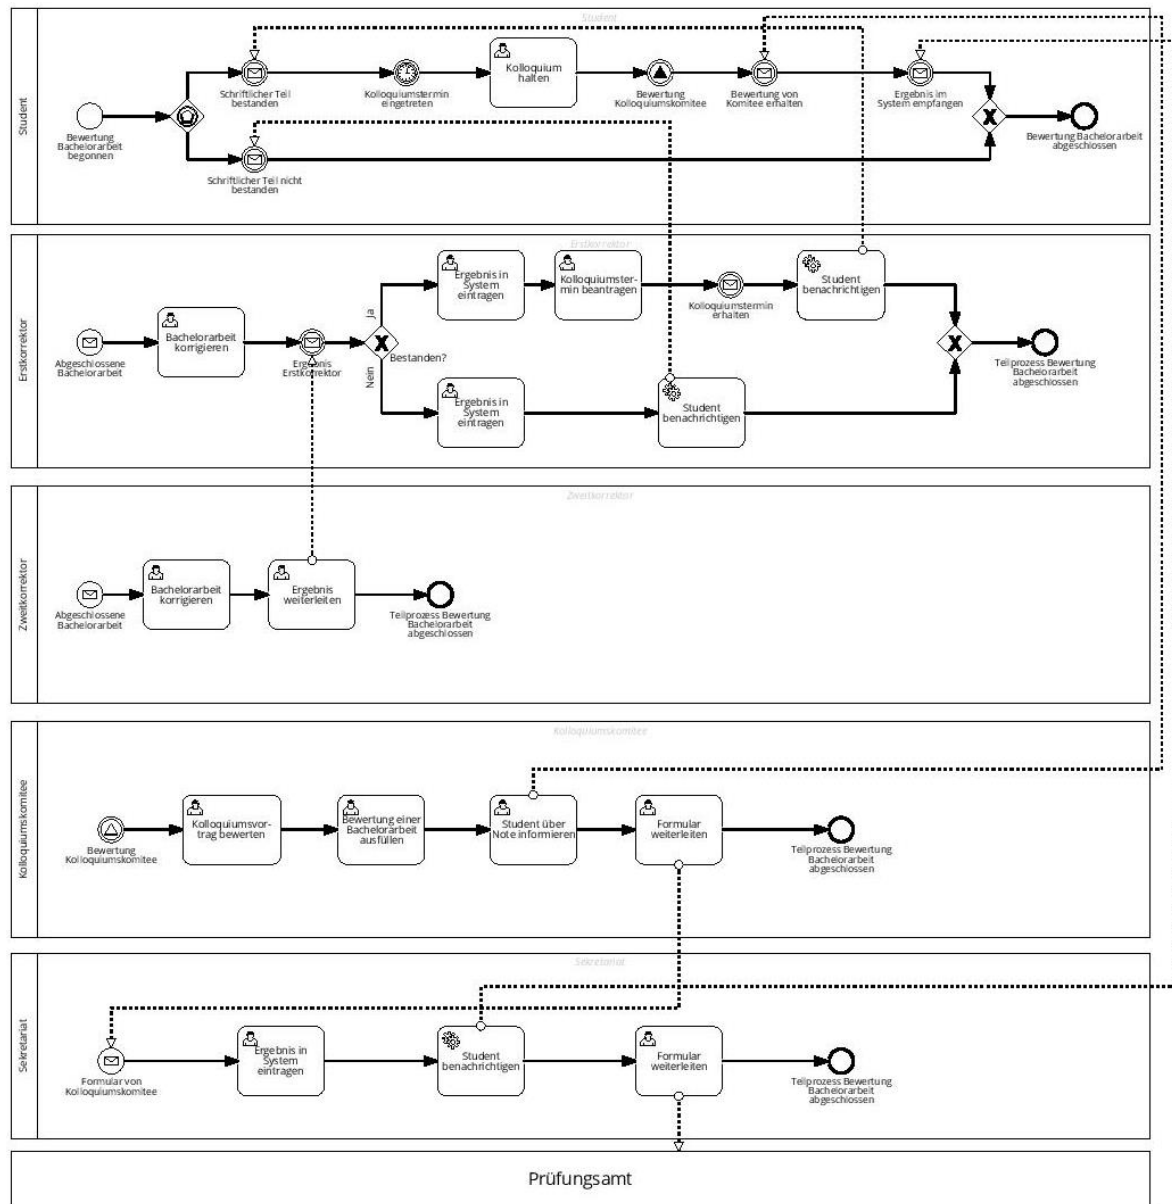 Student
Student
Schriftlicher Teil
bestanden
Kolloquiumstermin
eingetreten
Kolloquium
halten
Bewertung
Kolloquiumskomitee
Bewertung von
Komitee erhalten
Ergebnis im
System empfangen
Bewertung
Bachelorarbeit
begonnen
Schriftlicher Teil nicht
bestanden
Bewertung Bachelorarbeit
abgeschlossen
Erstkorrektor
Erstkorrektor
Abgeschlossene
Bachelorarbeit
Bachelorarbeit
korrigieren
Ergebnis
Erstkorrektor
Bestanden?
Ja
Nein
Ergebnis in
System
eintragen
Kolloquiumster-
min beantragen
Kolloquiumstermin
erhalten
Student
benachrichtigen
Ergebnis in
System
eintragen
Student
benachrichtigen
Teilprozess Bewertung
Bachelorarbeit
abgeschlossen
Zweitkorrektor
Zweitkorrektor
Abgeschlossene
Bachelorarbeit
Bachelorarbeit
korrigieren
Ergebnis
weiterleiten
Teilprozess Bewertung
Bachelorarbeit
abgeschlossen
Kolloquiumskomitee
Kolloquiumskomitee
Bewertung
Kolloquiumskomitee
Kolloquiumsvor-
trag bewerten
Bewertung einer
Bachelorarbeit
ausfüllen
Student über
Note informieren
Formular
weiterleiten
Teilprozess Bewertung
Bachelorarbeit
abgeschlossen
Sekretariat
Sekretariat
Formular von
Kolloquiumskomitee
Ergebnis in
System
eintragen
Student
benachrichtigen
Formular
weiterleiten
Teilprozess Bewertung
Bachelorarbeit
abgeschlossen
Prüfungsamt